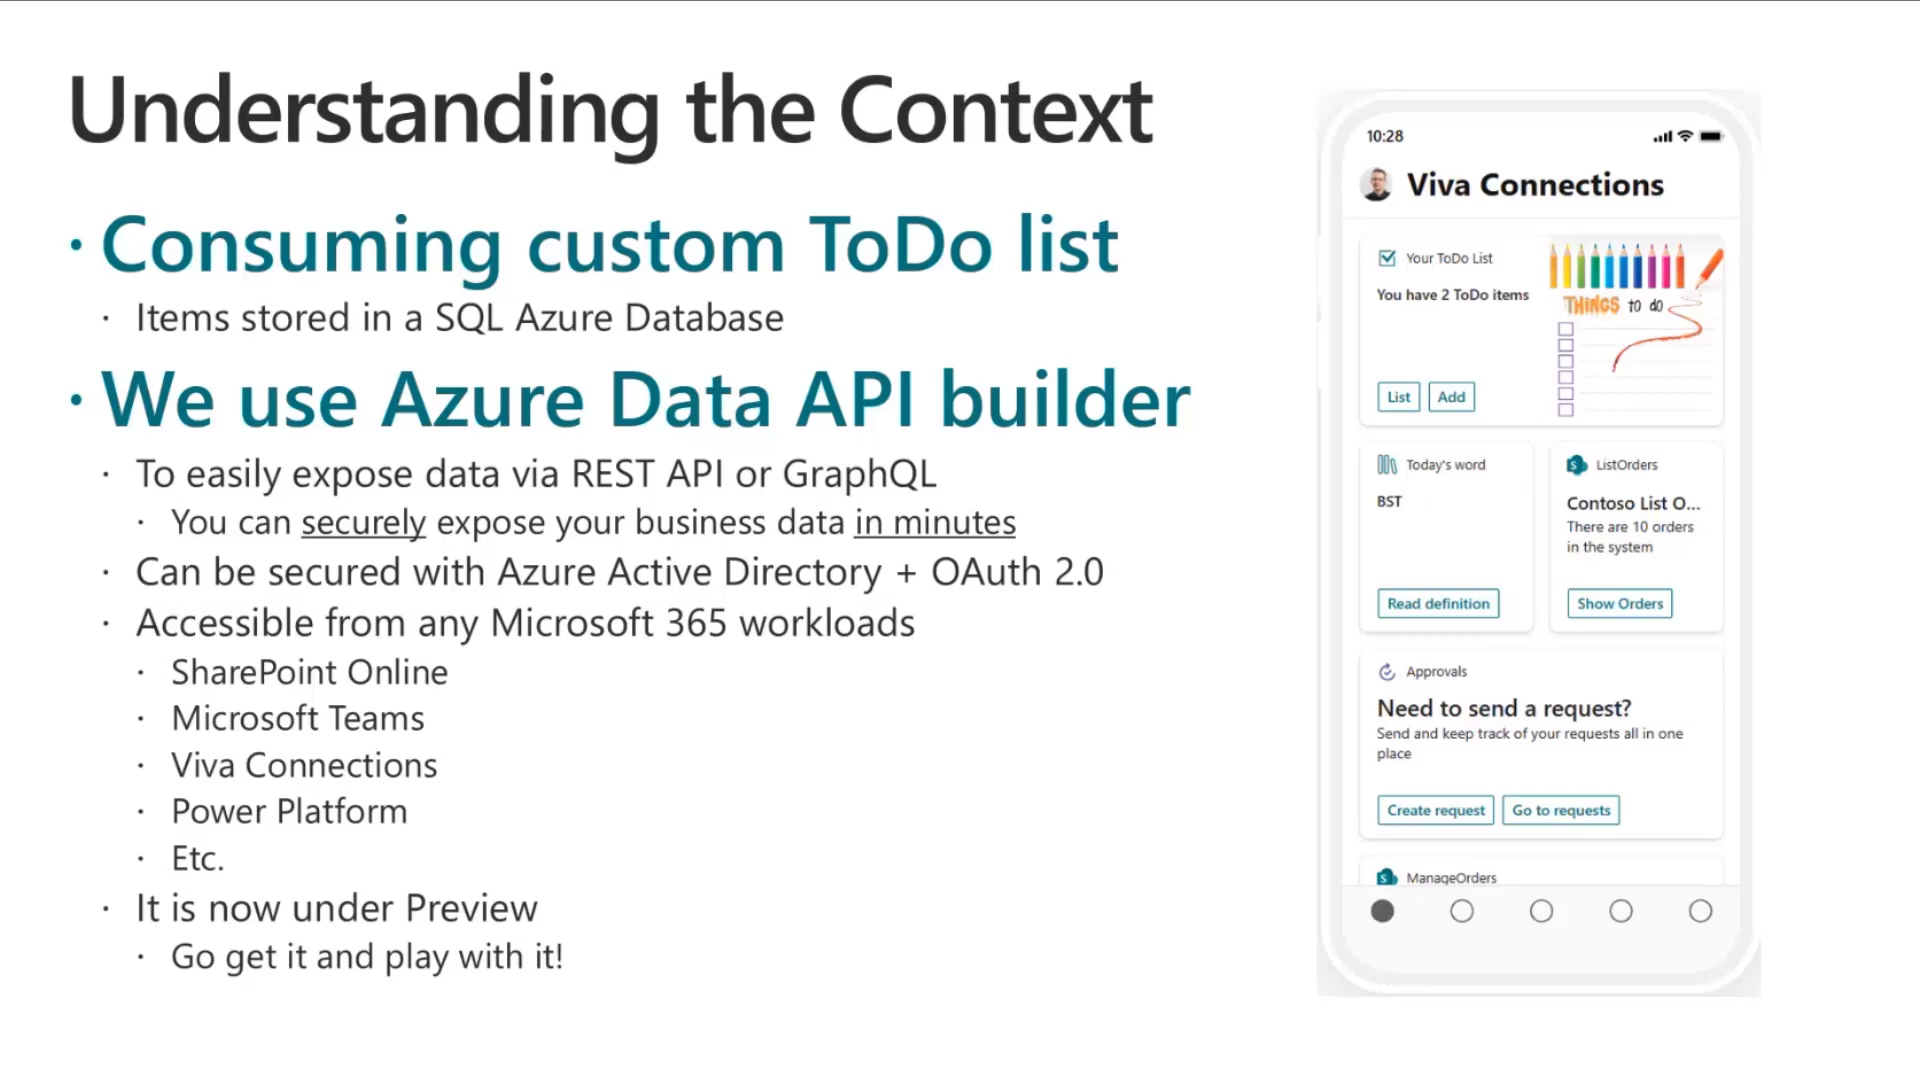 Understanding the Context
· Consuming custom ToDo list
· Items stored in a SQL Azure Database
· We use Azure Data API builder
· To easily expose data via REST API or GraphQL
· You can securely expose your business data in minutes
· Can be secured with Azure Active Directory + OAuth 2.0
· Accessible from any Microsoft 365 workloads
· SharePoint Online
· Microsoft Teams
· Viva Connections
· Power Platform
· Etc.
· It is now under Preview
· Go get it and play with it!
10:28
Viva Connections
Your ToDo List
You have 2 ToDo items
THINGS to do
List Add
Today's word
BST
Read definition
ListOrders
Contoso List O...
There are 10 orders
in the system
Show Orders
Approvals
Need to send a request?
Send and keep track of your requests all in one
place
Create request Go to requests
ManageOrders